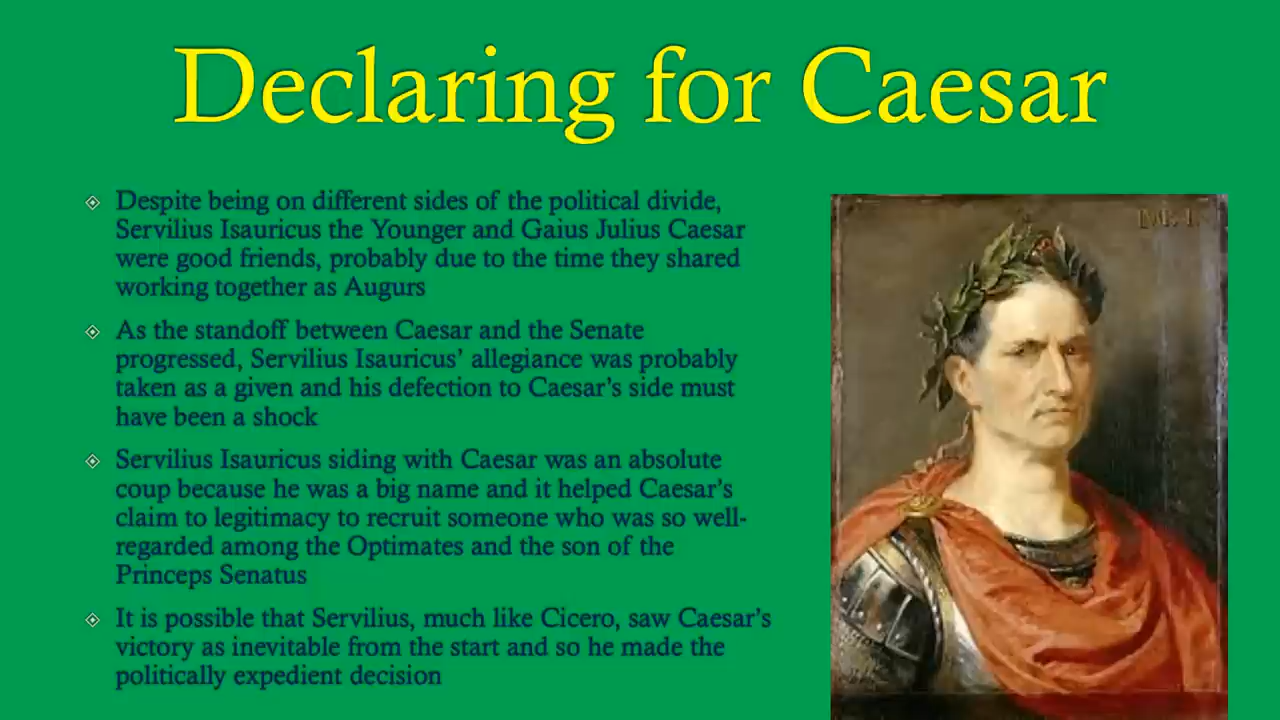 Declaring for Caesar
Despite being on different sides of the political divide,
Servilius Isauricus the Younger and Gaius Julius Caesar
were good friends, probably due to the time they shared
working together as Augurs
As the standoff between Caesar and the Senate
progressed, Servilius Isauricus’ allegiance was probably
taken as a given and his defection to Caesar’s side must
have been a shock
Servilius Isauricus siding with Caesar was an absolute
coup because he was a big name and it helped Caesar’s
claim to legitimacy to recruit someone who was so well-
regarded among the Optimates and the son of the
Princeps Senatus
It is possible that Servilius, much like Cicero, saw Caesar’s
victory as inevitable from the start and so he made the
politically expedient decision